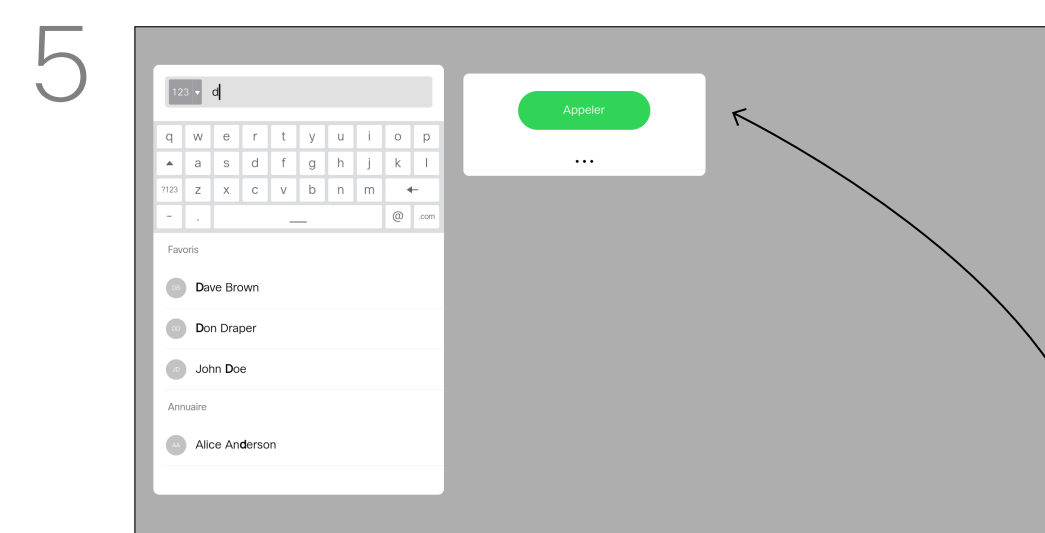 5
123 d
Appeler
q w e r t y u i o p
a s d f g h j k l
...
?123 z x c v b n m
- . @ .com
Favoris
DB Dave Brown
DD Don Draper
JD John Doe
Annuaire
AA Alice Anderson